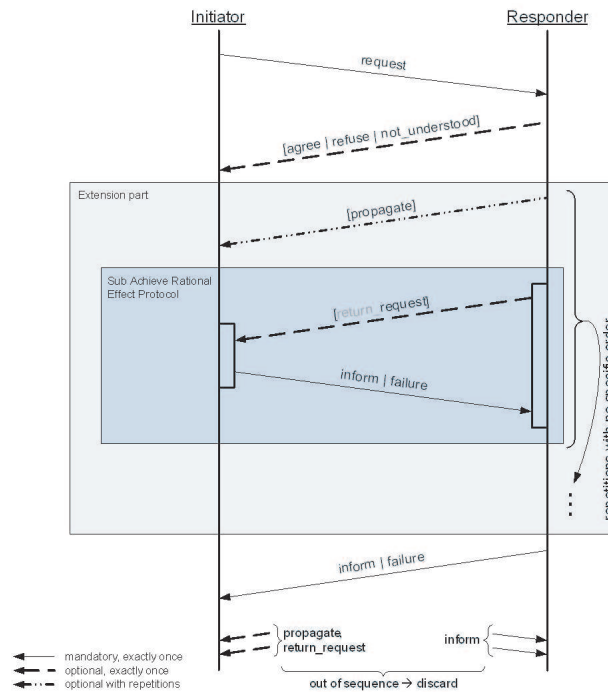 Initiator
Responder
request
[agree | refuse | not_understood]
Extension part
[propagate]
Sub Achieve Rational
Effect Protocol
[return_request]
inform | failure
repetitions with no specific order
inform | failure
propagate,
return_request
inform
mandatory, exactly once
optional, exactly once
optional with repetitions
out of sequence → discard